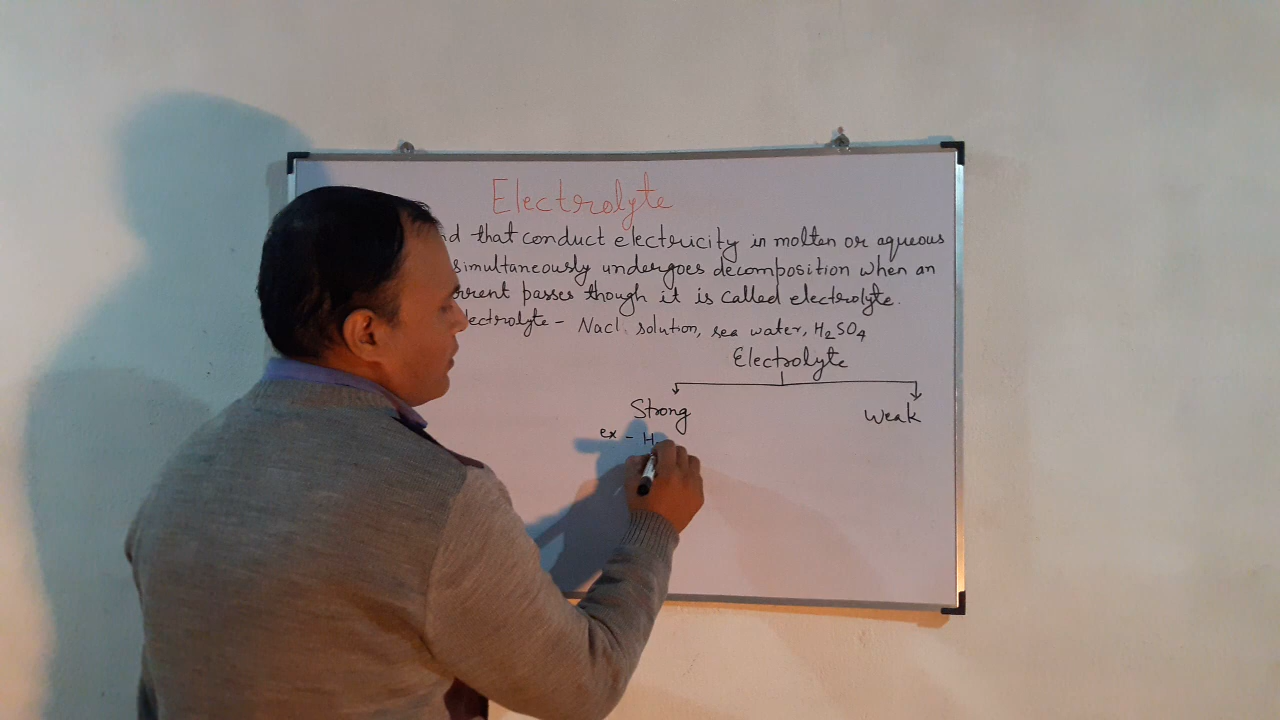 Electrolyte
nd that conduct electricity in molten or aqueous
simultaneously undergoes decomposition when an
rrent passes though it is called electrolyte.
lectrolyte - Nacl solution, sea water, H₂SO₄
Electrolyte
Strong Weak
ex - H